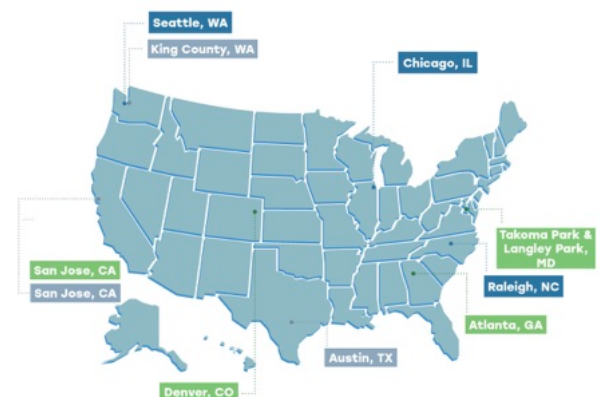 Seattle, WA
King County, WA
Chicago, IL
Takoma Park &
Langley Park,
MD
San Jose, CA
San Jose, CA
Raleigh, NC
Atlanta, GA
Austin, TX
Denver, CO